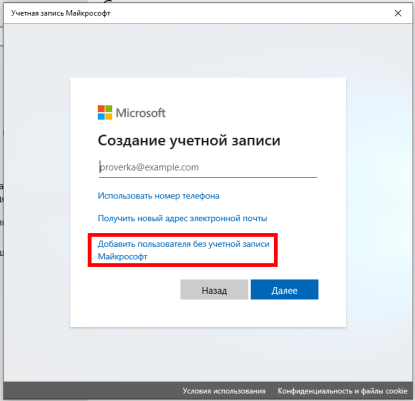 Учетная запись Майкрософт
Microsoft
Создание учетной записи
proverka@example.com
Использовать номер телефона
Получить новый адрес электронной почты
Добавить пользователя без учетной записи
Майкрософт
Назад
Далее
Условия использования Конфиденциальность и файлы cookie